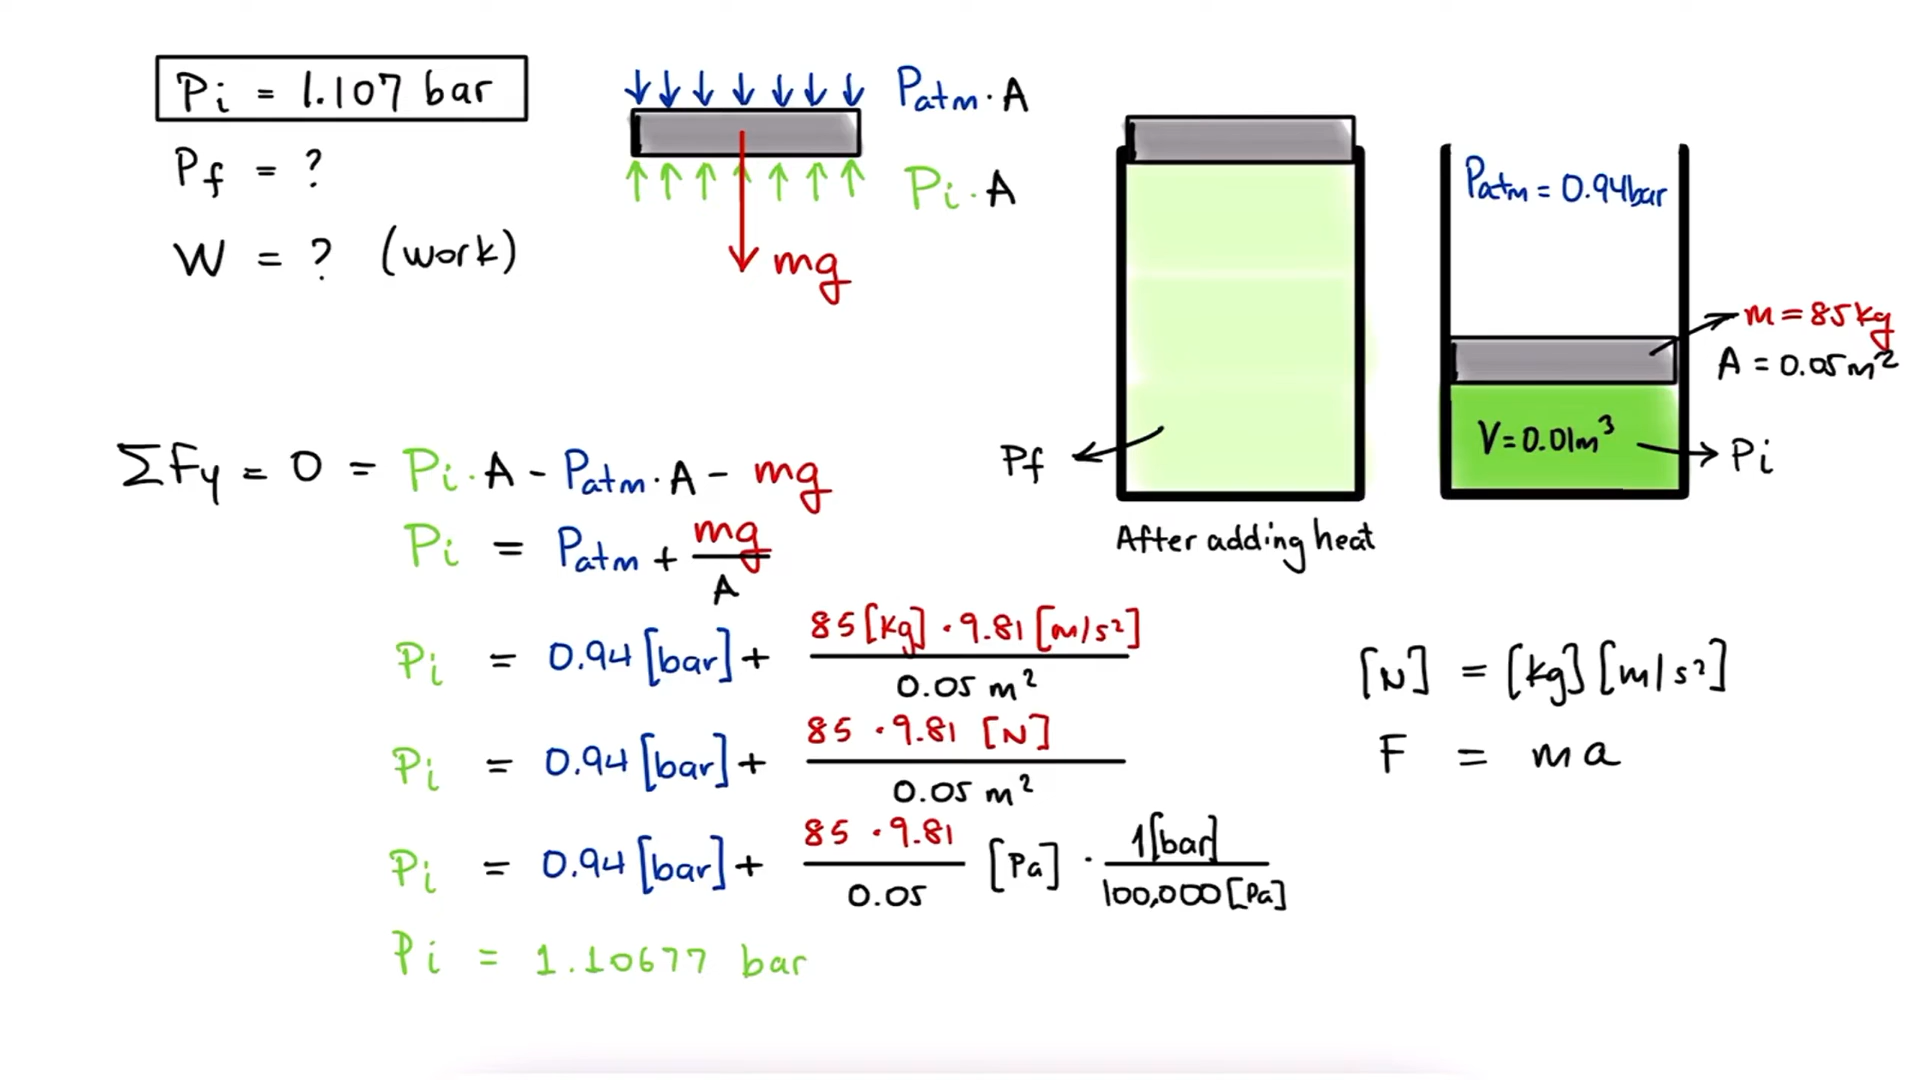 Pi = 1.107 bar
Pf = ?
W = ? (work)
Patm · A
Pi · A
mg
Patm = 0.94bar
m = 85kg
A = 0.05m²
V = 0.01m³
Pi
Pf
After adding heat
ΣFy = 0 = Pi · A - Patm · A - mg
Pi = Patm + mg/A
Pi = 0.94 [bar] + 85 [kg] · 9.81 [m/s²] / 0.05 m²
Pi = 0.94 [bar] + 85 · 9.81 [N] / 0.05 m²
Pi = 0.94 [bar] + 85 · 9.81 / 0.05 [Pa] · 1[bar] / 100,000 [Pa]
Pi = 1.10677 bar
[N] = [kg] [m/s²]
F = ma